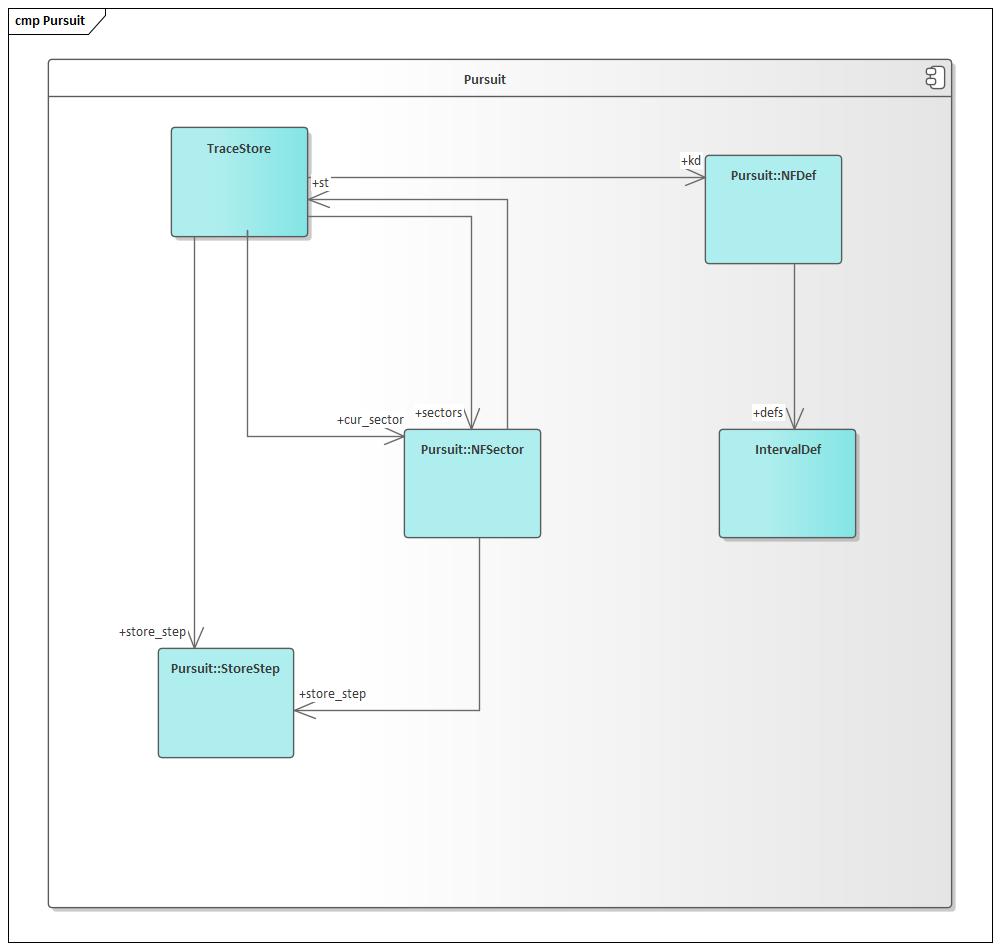 cmp Pursuit
Pursuit
TraceStore
+kd
Pursuit::NFDef
+st
+cur_sector
+sectors
+defs
Pursuit::NFSector
IntervalDef
+store_step
Pursuit::StoreStep
+store_step